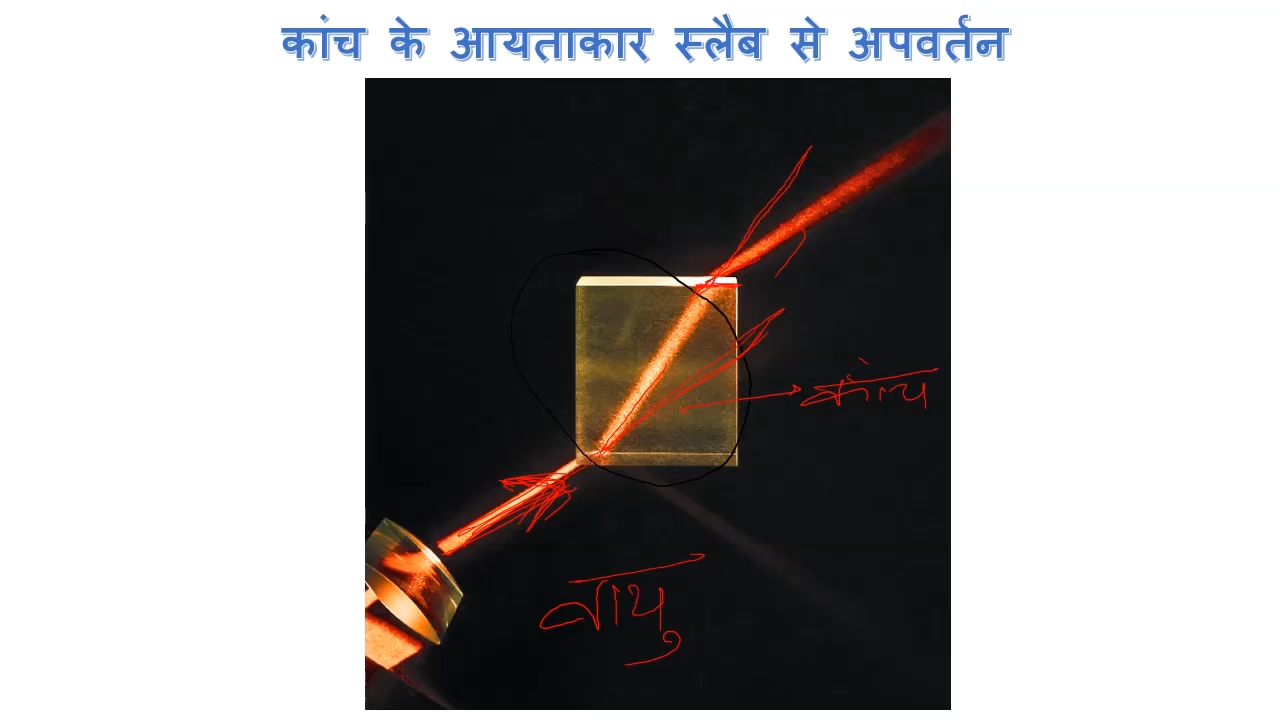 कांच के आयताकार स्लैब से अपवर्तन
वायु